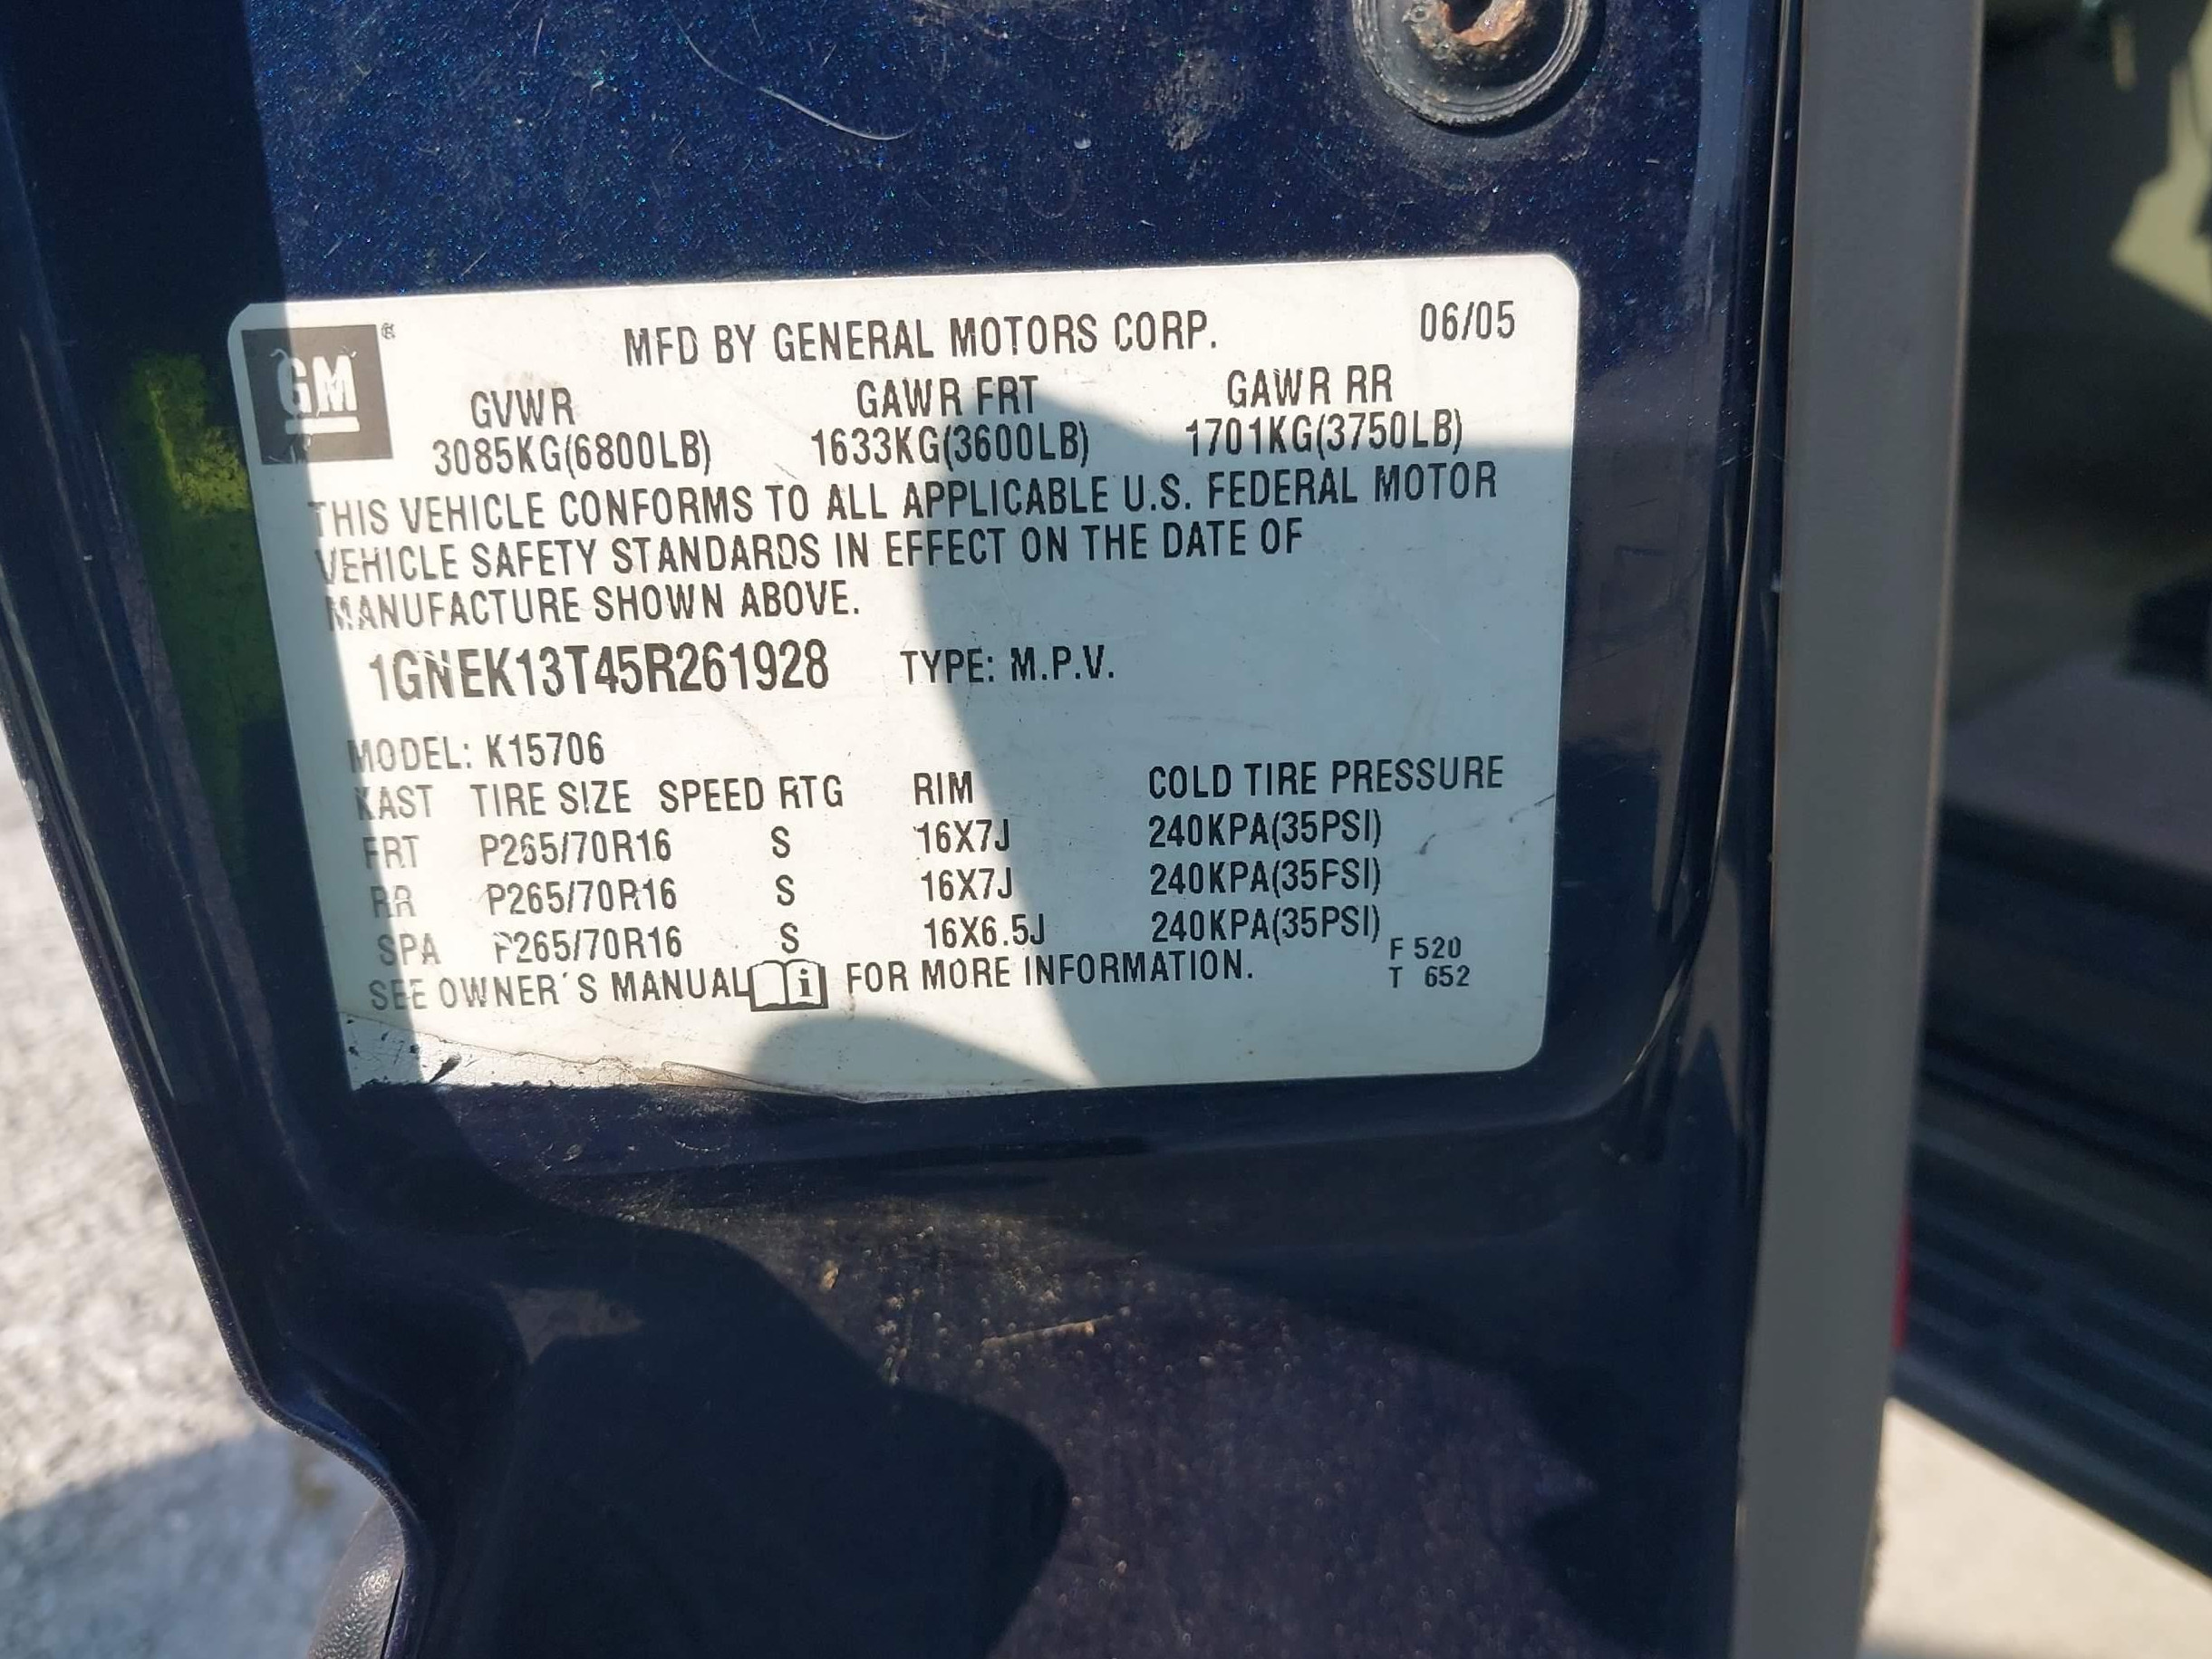 GM ®
MFD BY GENERAL MOTORS CORP. 06/05
GVWR GAWR FRT GAWR RR
3085KG(6800LB) 1633KG(3600LB) 1701KG(3750LB)
THIS VEHICLE CONFORMS TO ALL APPLICABLE U.S. FEDERAL MOTOR
VEHICLE SAFETY STANDARDS IN EFFECT ON THE DATE OF
MANUFACTURE SHOWN ABOVE.
1GNEK13T45R261928 TYPE: M.P.V.
MODEL: K15706
KAST TIRE SIZE SPEED RTG RIM COLD TIRE PRESSURE
FRT P265/70R16 S 16X7J 240KPA(35PSI)
RR P265/70R16 S 16X7J 240KPA(35PSI)
SPA P265/70R16 S 16X6.5J 240KPA(35PSI)
SEE OWNER'S MANUAL i FOR MORE INFORMATION.
F 520
T 652